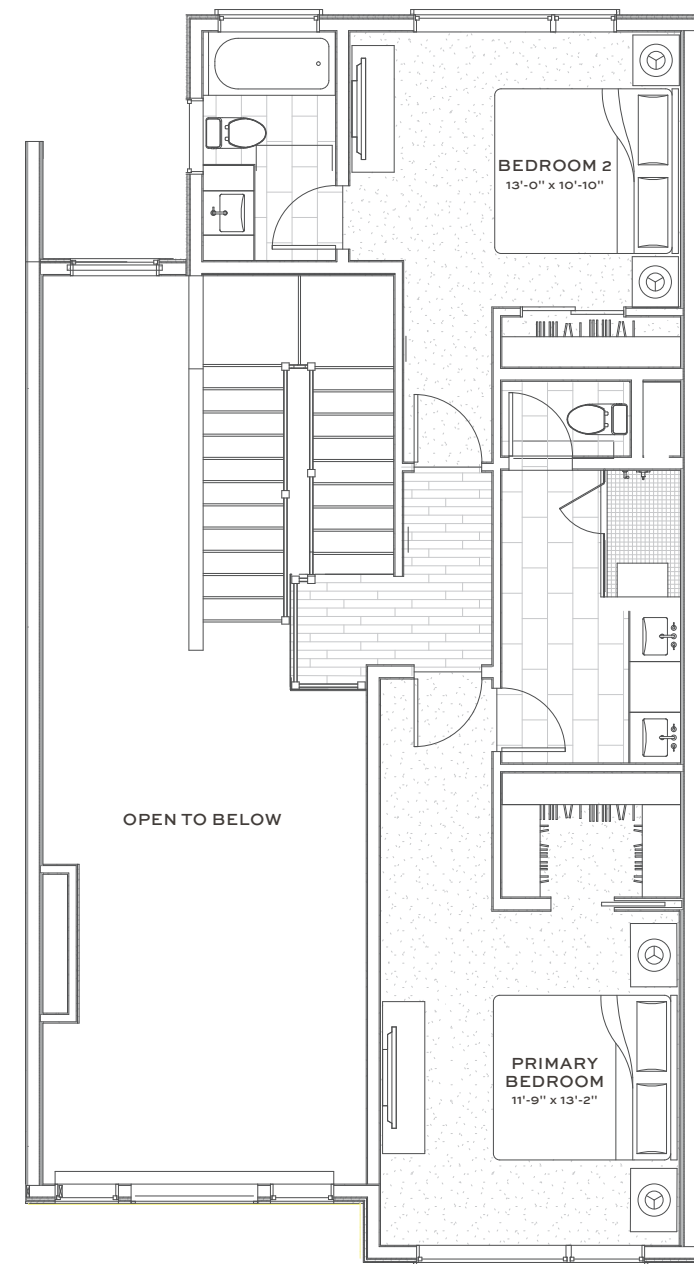 BEDROOM 2
13'-0" x 10'-10"
OPEN TO BELOW
PRIMARY
BEDROOM
11'-9" x 13'-2"